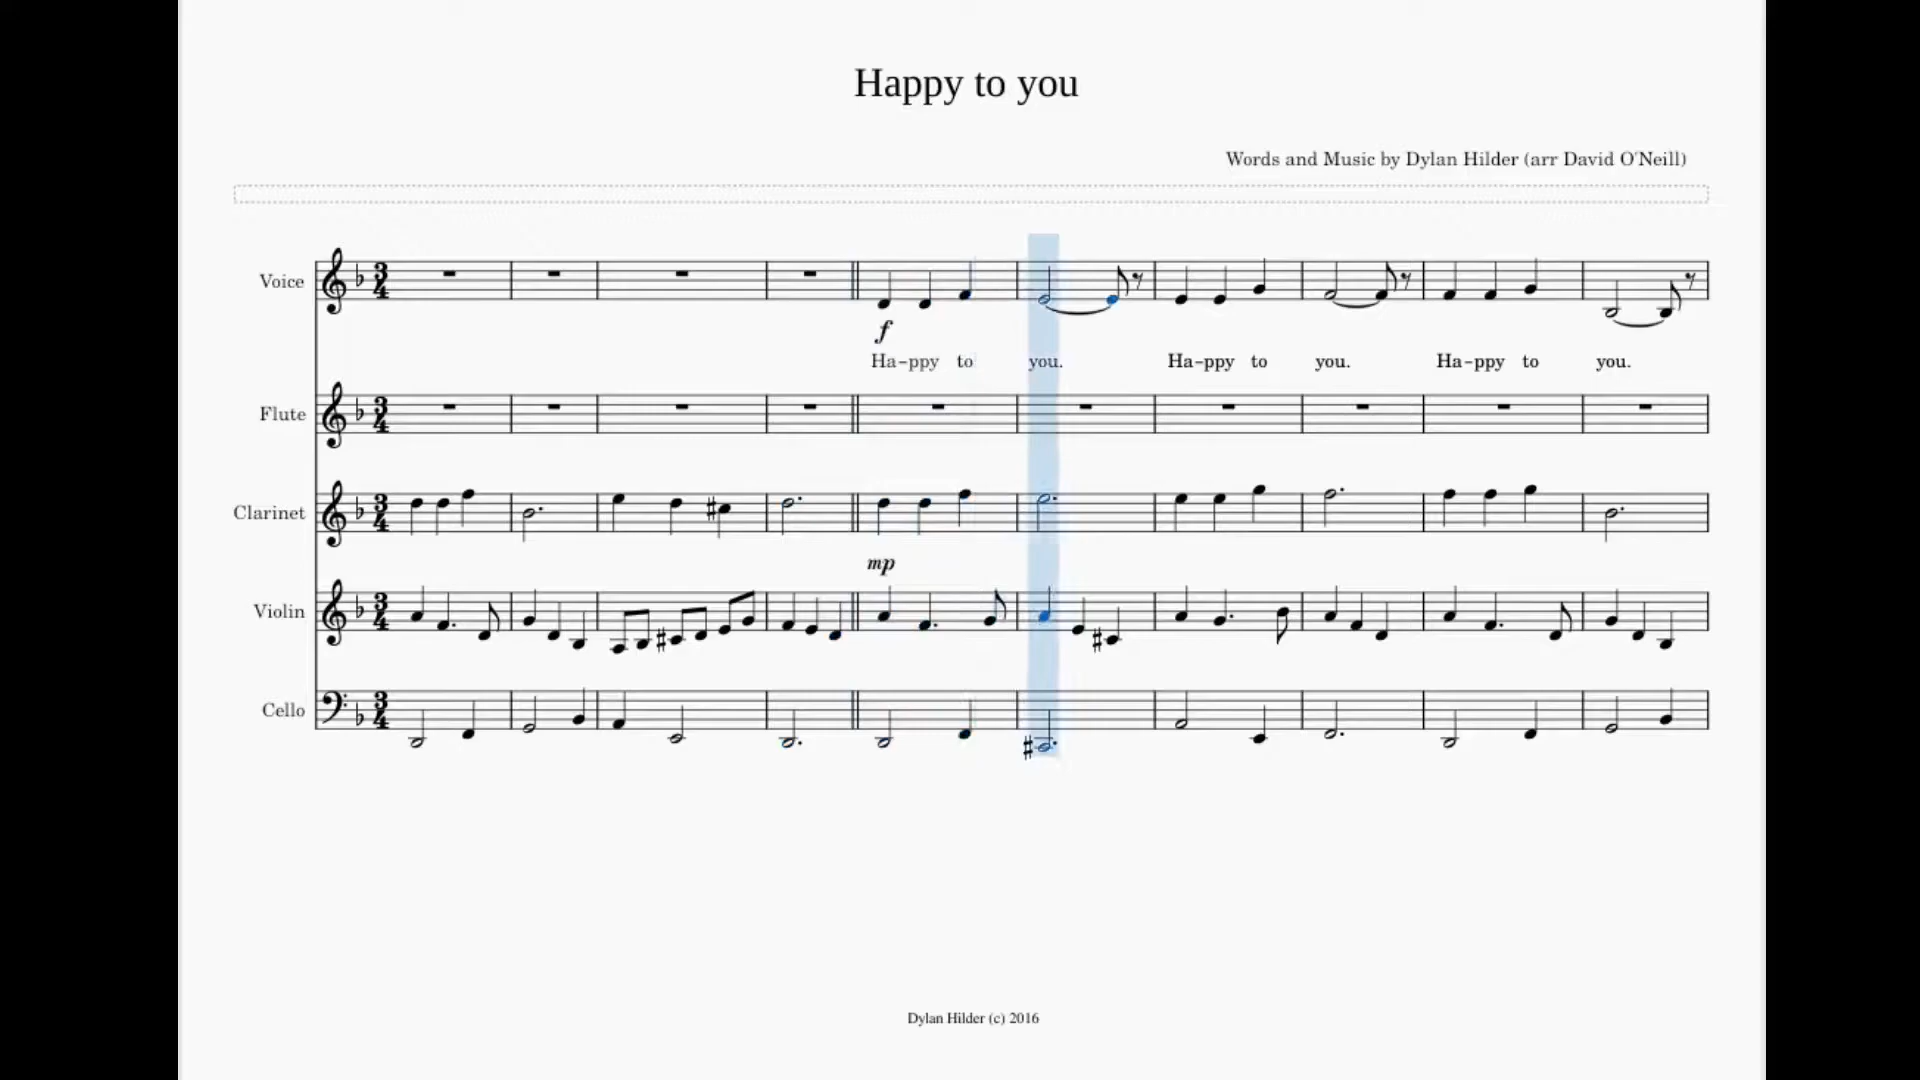 Happy to you
Words and Music by Dylan Hilder (arr David O'Neill)
Voice
f
Ha-ppy to you. Ha-ppy to you. Ha-ppy to you.
Flute
Clarinet
mp
Violin
Cello
Dylan Hilder (c) 2016